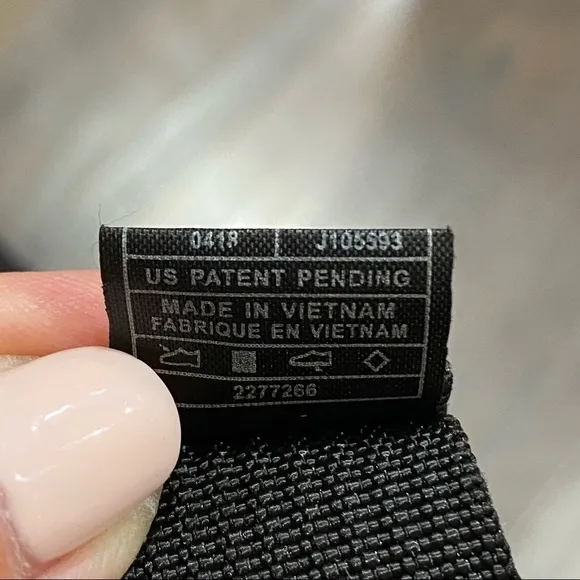 0418 J105593
US PATENT PENDING
MADE IN VIETNAM
FABRIQUE EN VIETNAM
2277266